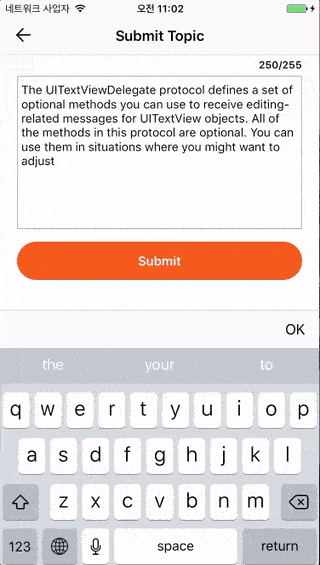 네트워크 사업자 오전 11:02
Submit Topic
250/255
The UITextViewDelegate protocol defines a set of
optional methods you can use to receive editing-
related messages for UITextView objects. All of
the methods in this protocol are optional. You can
use them in situations where you might want to
adjust
Submit
OK
the your to
q w e r t y u i o p
a s d f g h j k l
z x c v b n m
123 space return